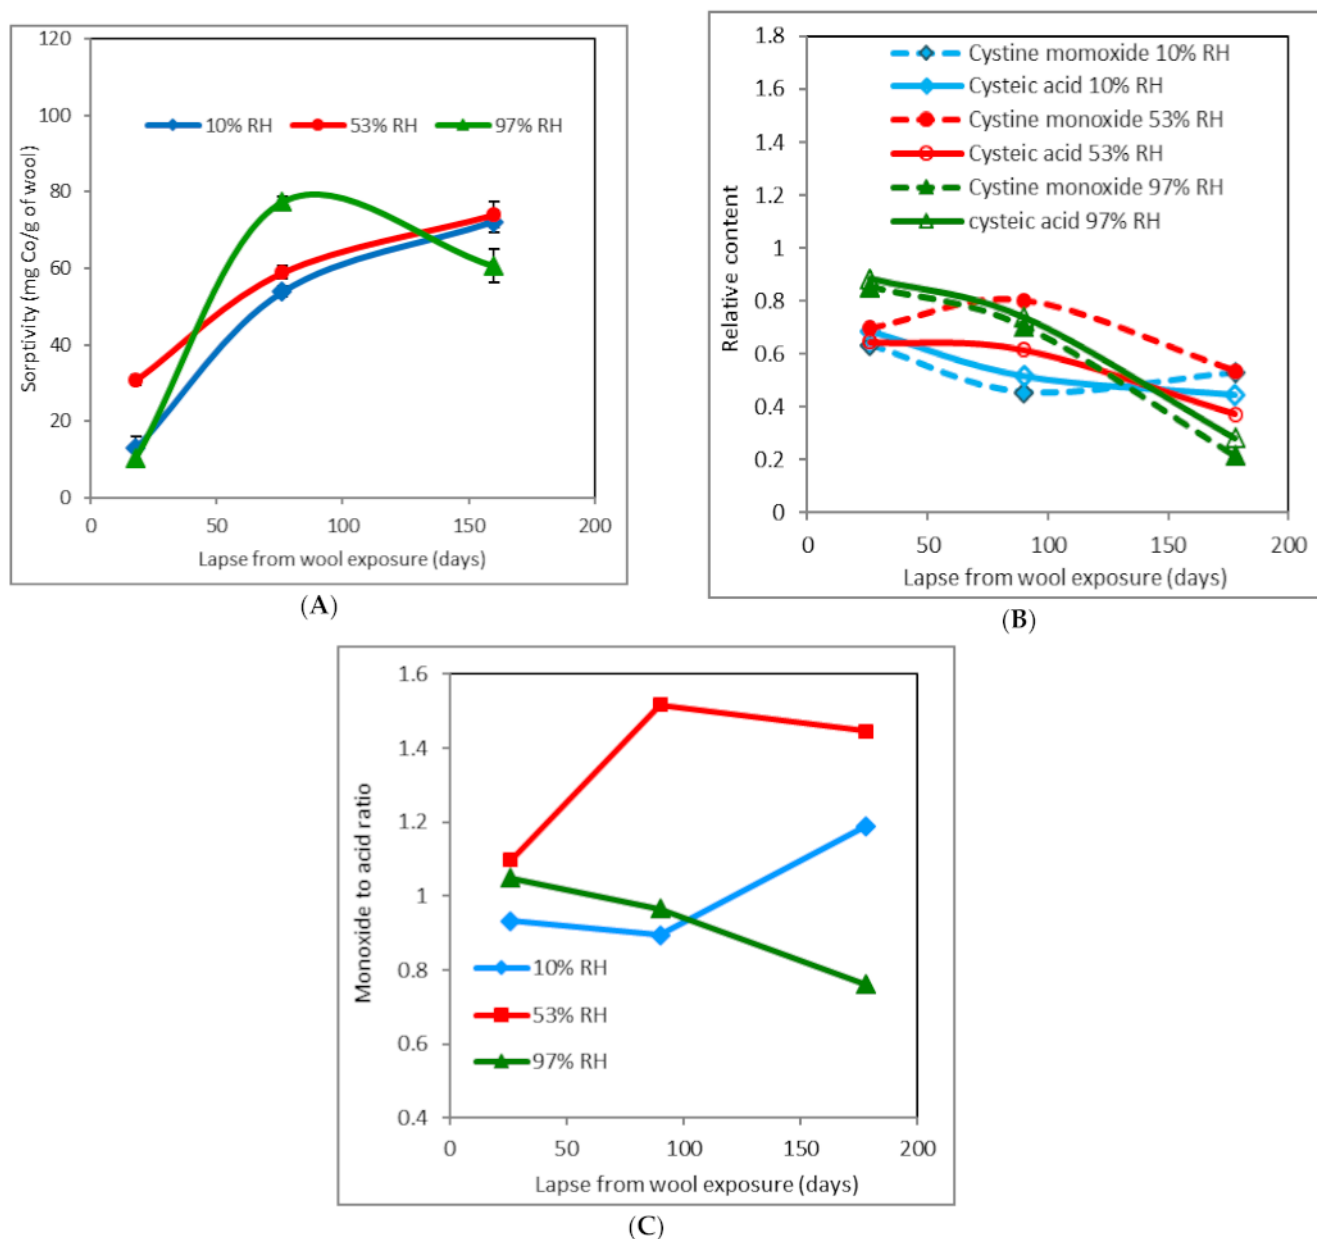 120
100
80
60
40
20
0
0 50 100 150 200
Sorptivity (mg Co/g of wool)
10% RH 53% RH 97% RH
Lapse from wool exposure (days)
(A)
1.8
1.6
1.4
1.2
1
0.8
0.6
0.4
0.2
0
0 50 100 150 200
Relative content
Cystine momoxide 10% RH
Cysteic acid 10% RH
Cystine monoxide 53% RH
Cysteic acid 53% RH
Cystine monoxide 97% RH
cysteic acid 97% RH
Lapse from wool exposure (days)
(B)
1.6
1.4
1.2
1
0.8
0.6
0.4
0 50 100 150 200
Monoxide to acid ratio
10% RH
53% RH
97% RH
Lapse from wool exposure (days)
(C)